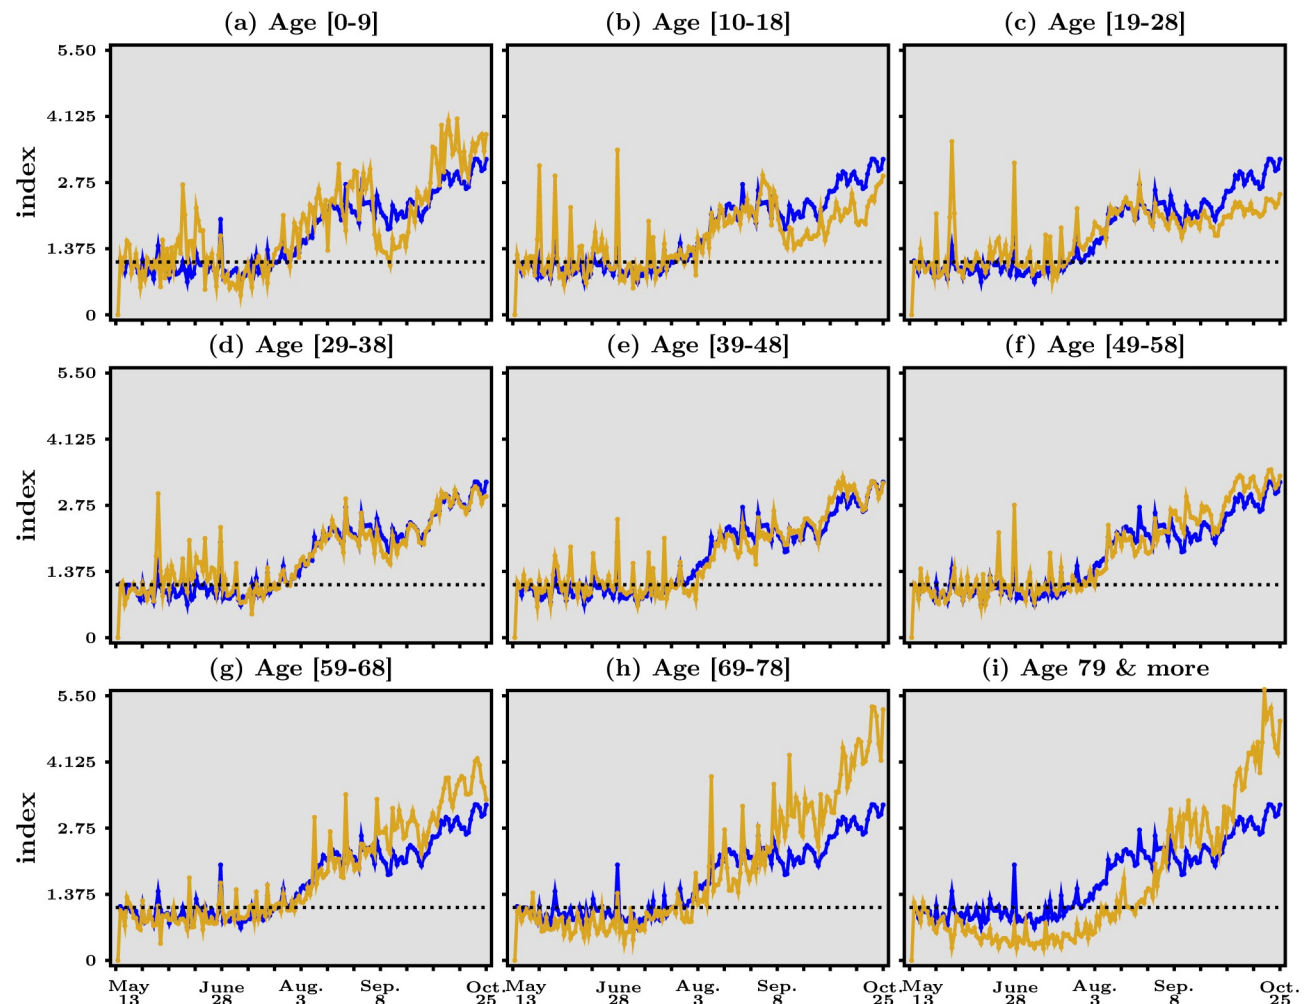 (a) Age [0-9] (b) Age [10-18] (c) Age [19-28]
5.50
4.125
2.75
1.375
0
index
(d) Age [29-38] (e) Age [39-48] (f) Age [49-58]
5.50
4.125
2.75
1.375
0
index
(g) Age [59-68] (h) Age [69-78] (i) Age 79 & more
5.50
4.125
2.75
1.375
0
index
May June Aug. Sep. Oct. May June Aug. Sep. Oct. May June Aug. Sep. Oct.
13 28 3 8 25 13 28 3 8 25 13 28 3 8 25